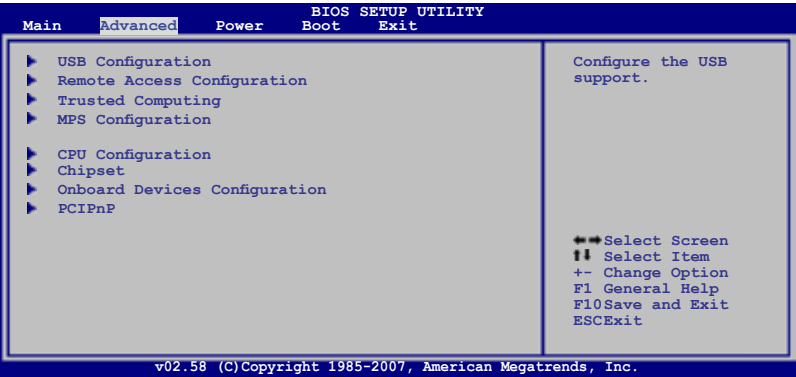 BIOS SETUP UTILITY
Main Advanced Power Boot Exit
USB Configuration
Remote Access Configuration
Trusted Computing
MPS Configuration
CPU Configuration
Chipset
Onboard Devices Configuration
PCIPnP
Configure the USB
support.
Select Screen
Select Item
+- Change Option
F1 General Help
F10Save and Exit
ESCExit
v02.58 (C)Copyright 1985-2007, American Megatrends, Inc.